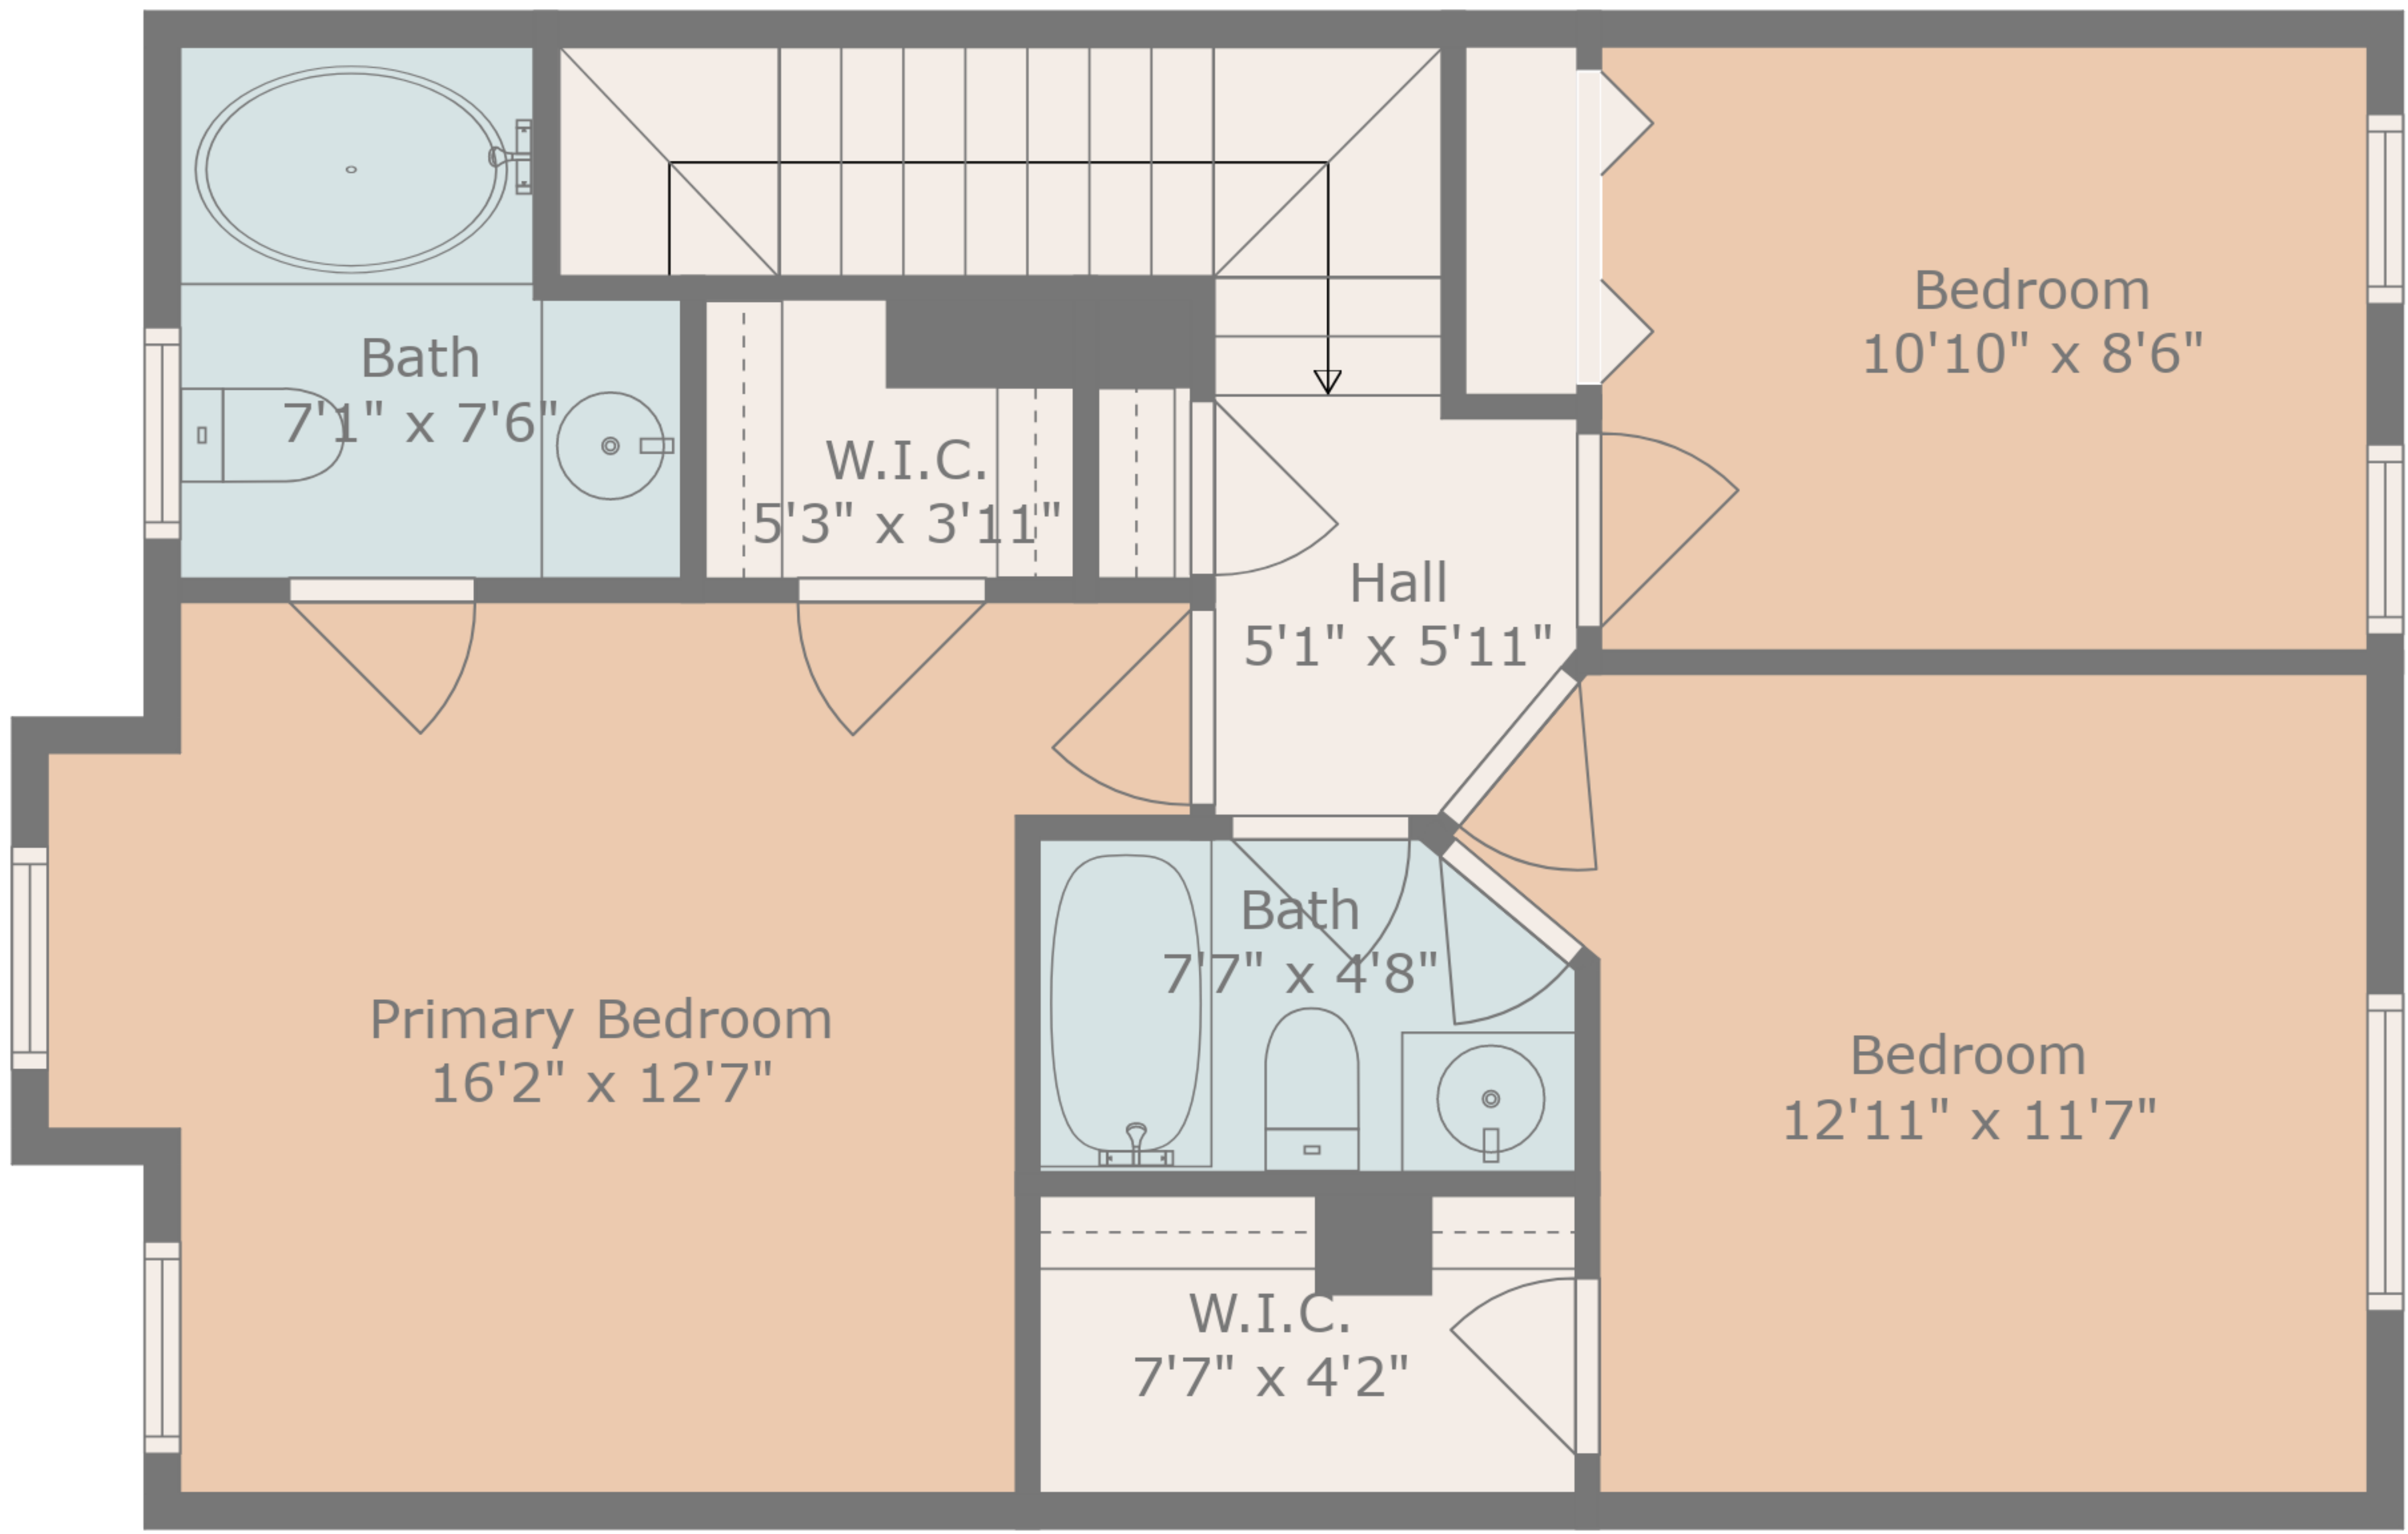 Bedroom
10'10" x 8'6"
Bath
7'1" x 7'6"
W.I.C.
5'3" x 3'11"
Hall
5'1" x 5'11"
Bath
7'7" x 4'8"
Primary Bedroom
16'2" x 12'7"
Bedroom
12'11" x 11'7"
W.I.C.
7'7" x 4'2"